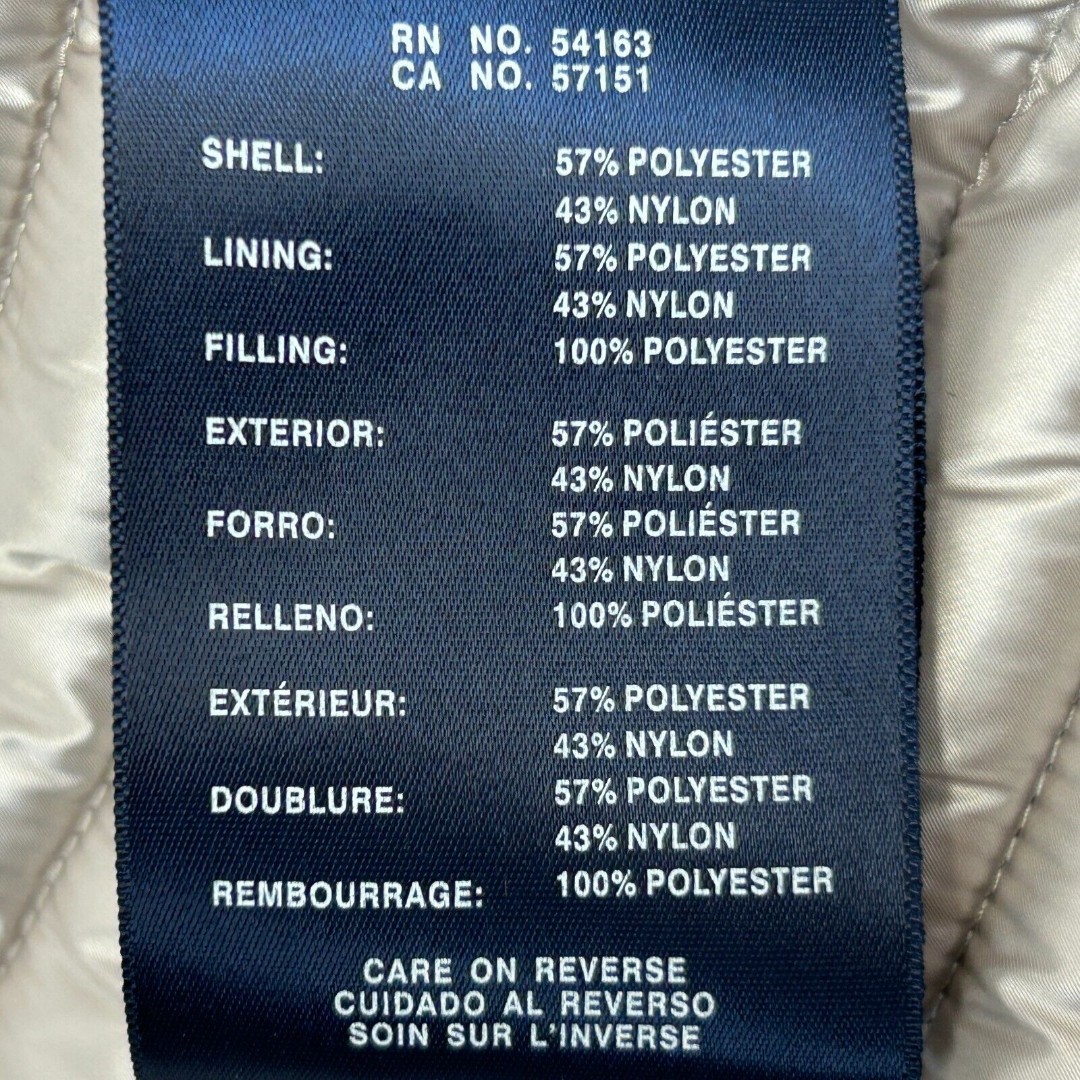 RN NO. 54163
CA NO. 57151
SHELL: 57% POLYESTER
43% NYLON
LINING: 57% POLYESTER
43% NYLON
FILLING: 100% POLYESTER
EXTERIOR: 57% POLIÉSTER
43% NYLON
FORRO: 57% POLIÉSTER
43% NYLON
RELLENO: 100% POLIÉSTER
EXTÉRIEUR: 57% POLYESTER
43% NYLON
DOUBLURE: 57% POLYESTER
43% NYLON
REMBOURRAGE: 100% POLYESTER
CARE ON REVERSE
CUIDADO AL REVERSO
SOIN SUR L'INVERSE